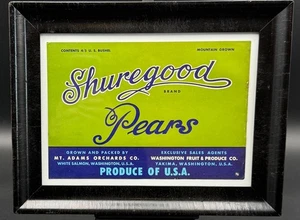 CONTENTS 4-5 U. S. BUSHEL MOUNTAIN GROWN
Shuregood
BRAND
Pears
GROWN AND PACKED BY EXCLUSIVE SALES AGENTS
MT. ADAMS ORCHARDS CO. WASHINGTON FRUIT & PRODUCE CO.
WHITE SALMON, WASHINGTON, U.S.A. YAKIMA, WASHINGTON, U.S.A.
PRODUCE OF U.S.A.